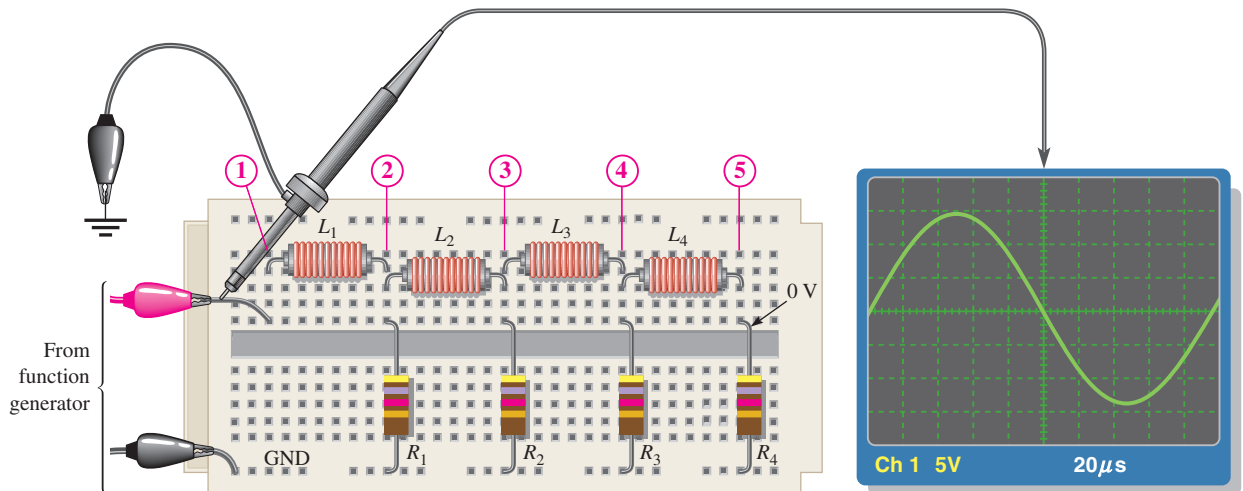 1 2 3 4 5
L1 L2 L3 L4
0 V
From
function
generator
GND
R1 R2 R3 R4
Ch 1 5V 20μs